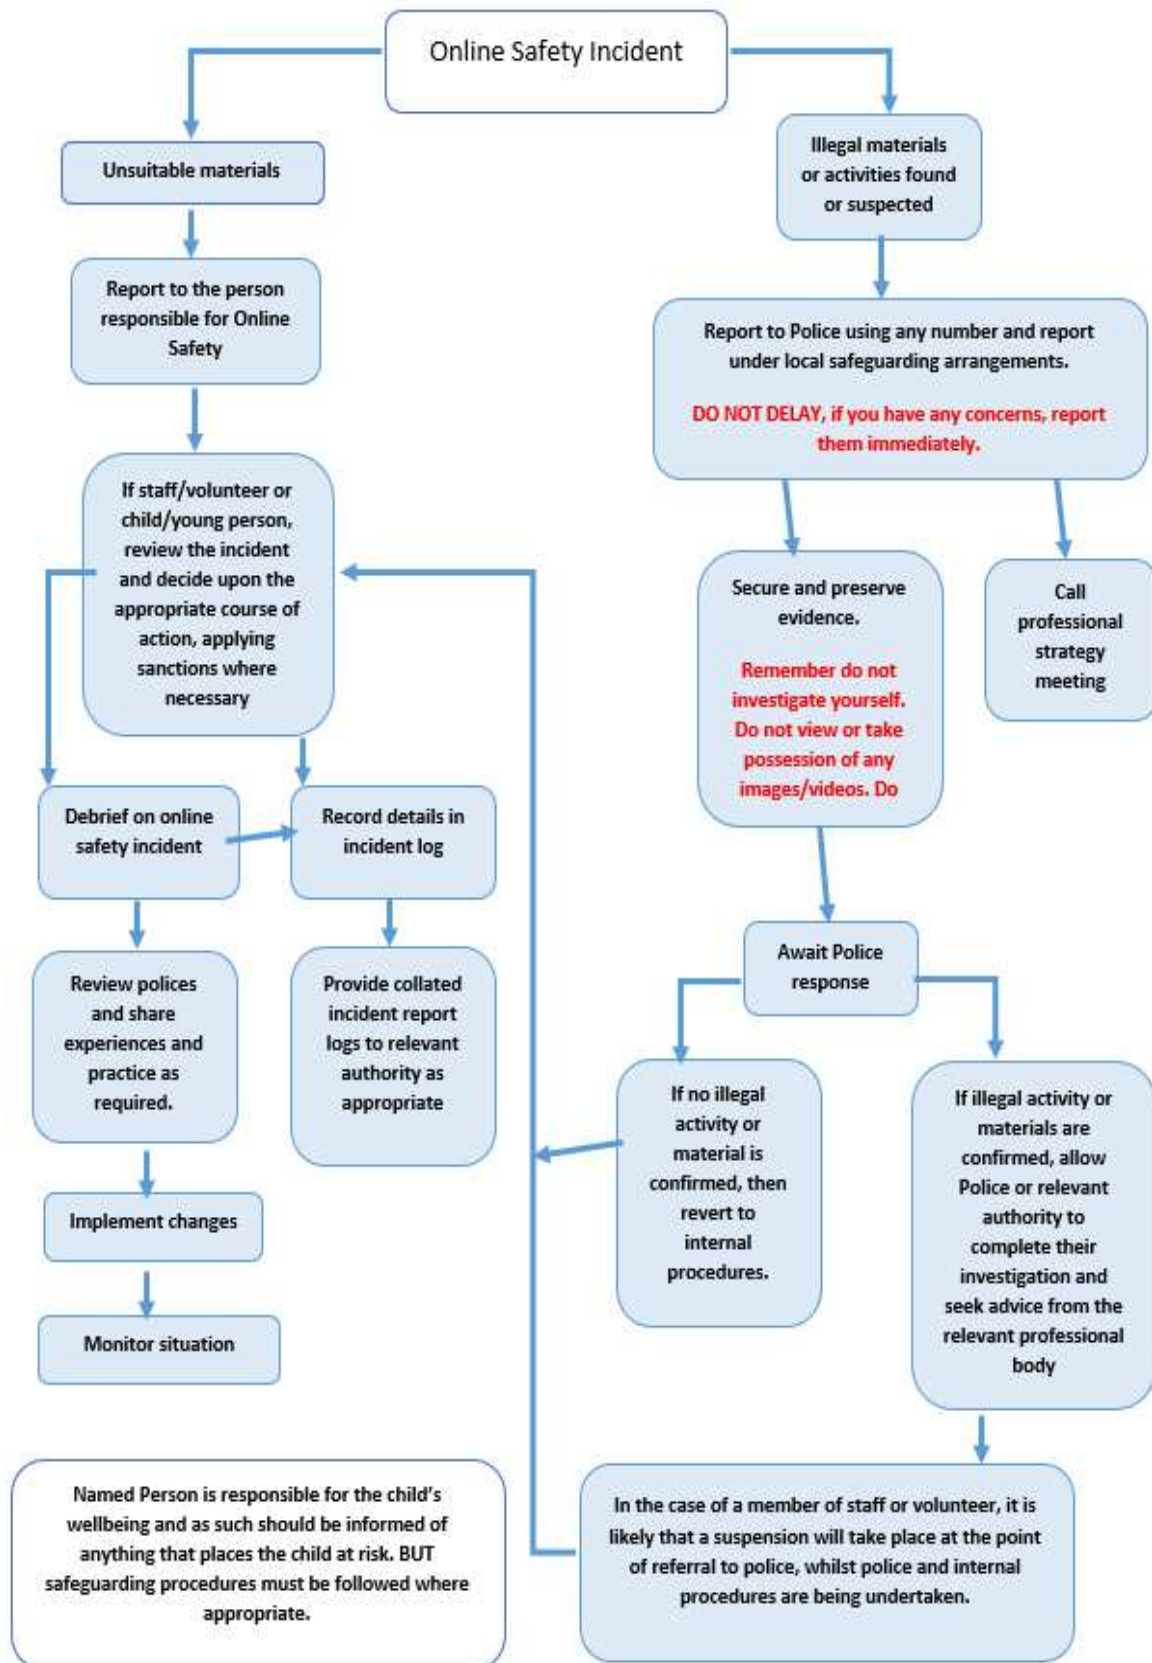 Online Safety Incident
Unsuitable materials
Illegal materials
or activities found
or suspected
Report to the person
responsible for Online
Safety
Report to Police using any number and report
under local safeguarding arrangements.
DO NOT DELAY, if you have any concerns, report
them immediately.
If staff/volunteer or
child/young person,
review the incident
and decide upon the
appropriate course of
action, applying
sanctions where
necessary
Secure and preserve
evidence.
Remember do not
investigate yourself.
Do not view or take
possession of any
images/videos. Do
Call
professional
strategy
meeting
Debrief on online
safety incident
Record details in
incident log
Review polices
and share
experiences and
practice as
required.
Provide collated
incident report
logs to relevant
authority as
appropriate
Await Police
response
If no illegal
activity or
material is
confirmed, then
revert to
internal
procedures.
If illegal activity or
materials are
confirmed, allow
Police or relevant
authority to
complete their
investigation and
seek advice from the
relevant professional
body
Implement changes
Monitor situation
Named Person is responsible for the child’s
wellbeing and as such should be informed of
anything that places the child at risk. BUT
safeguarding procedures must be followed where
appropriate.
In the case of a member of staff or volunteer, it is
likely that a suspension will take place at the point
of referral to police, whilst police and internal
procedures are being undertaken.